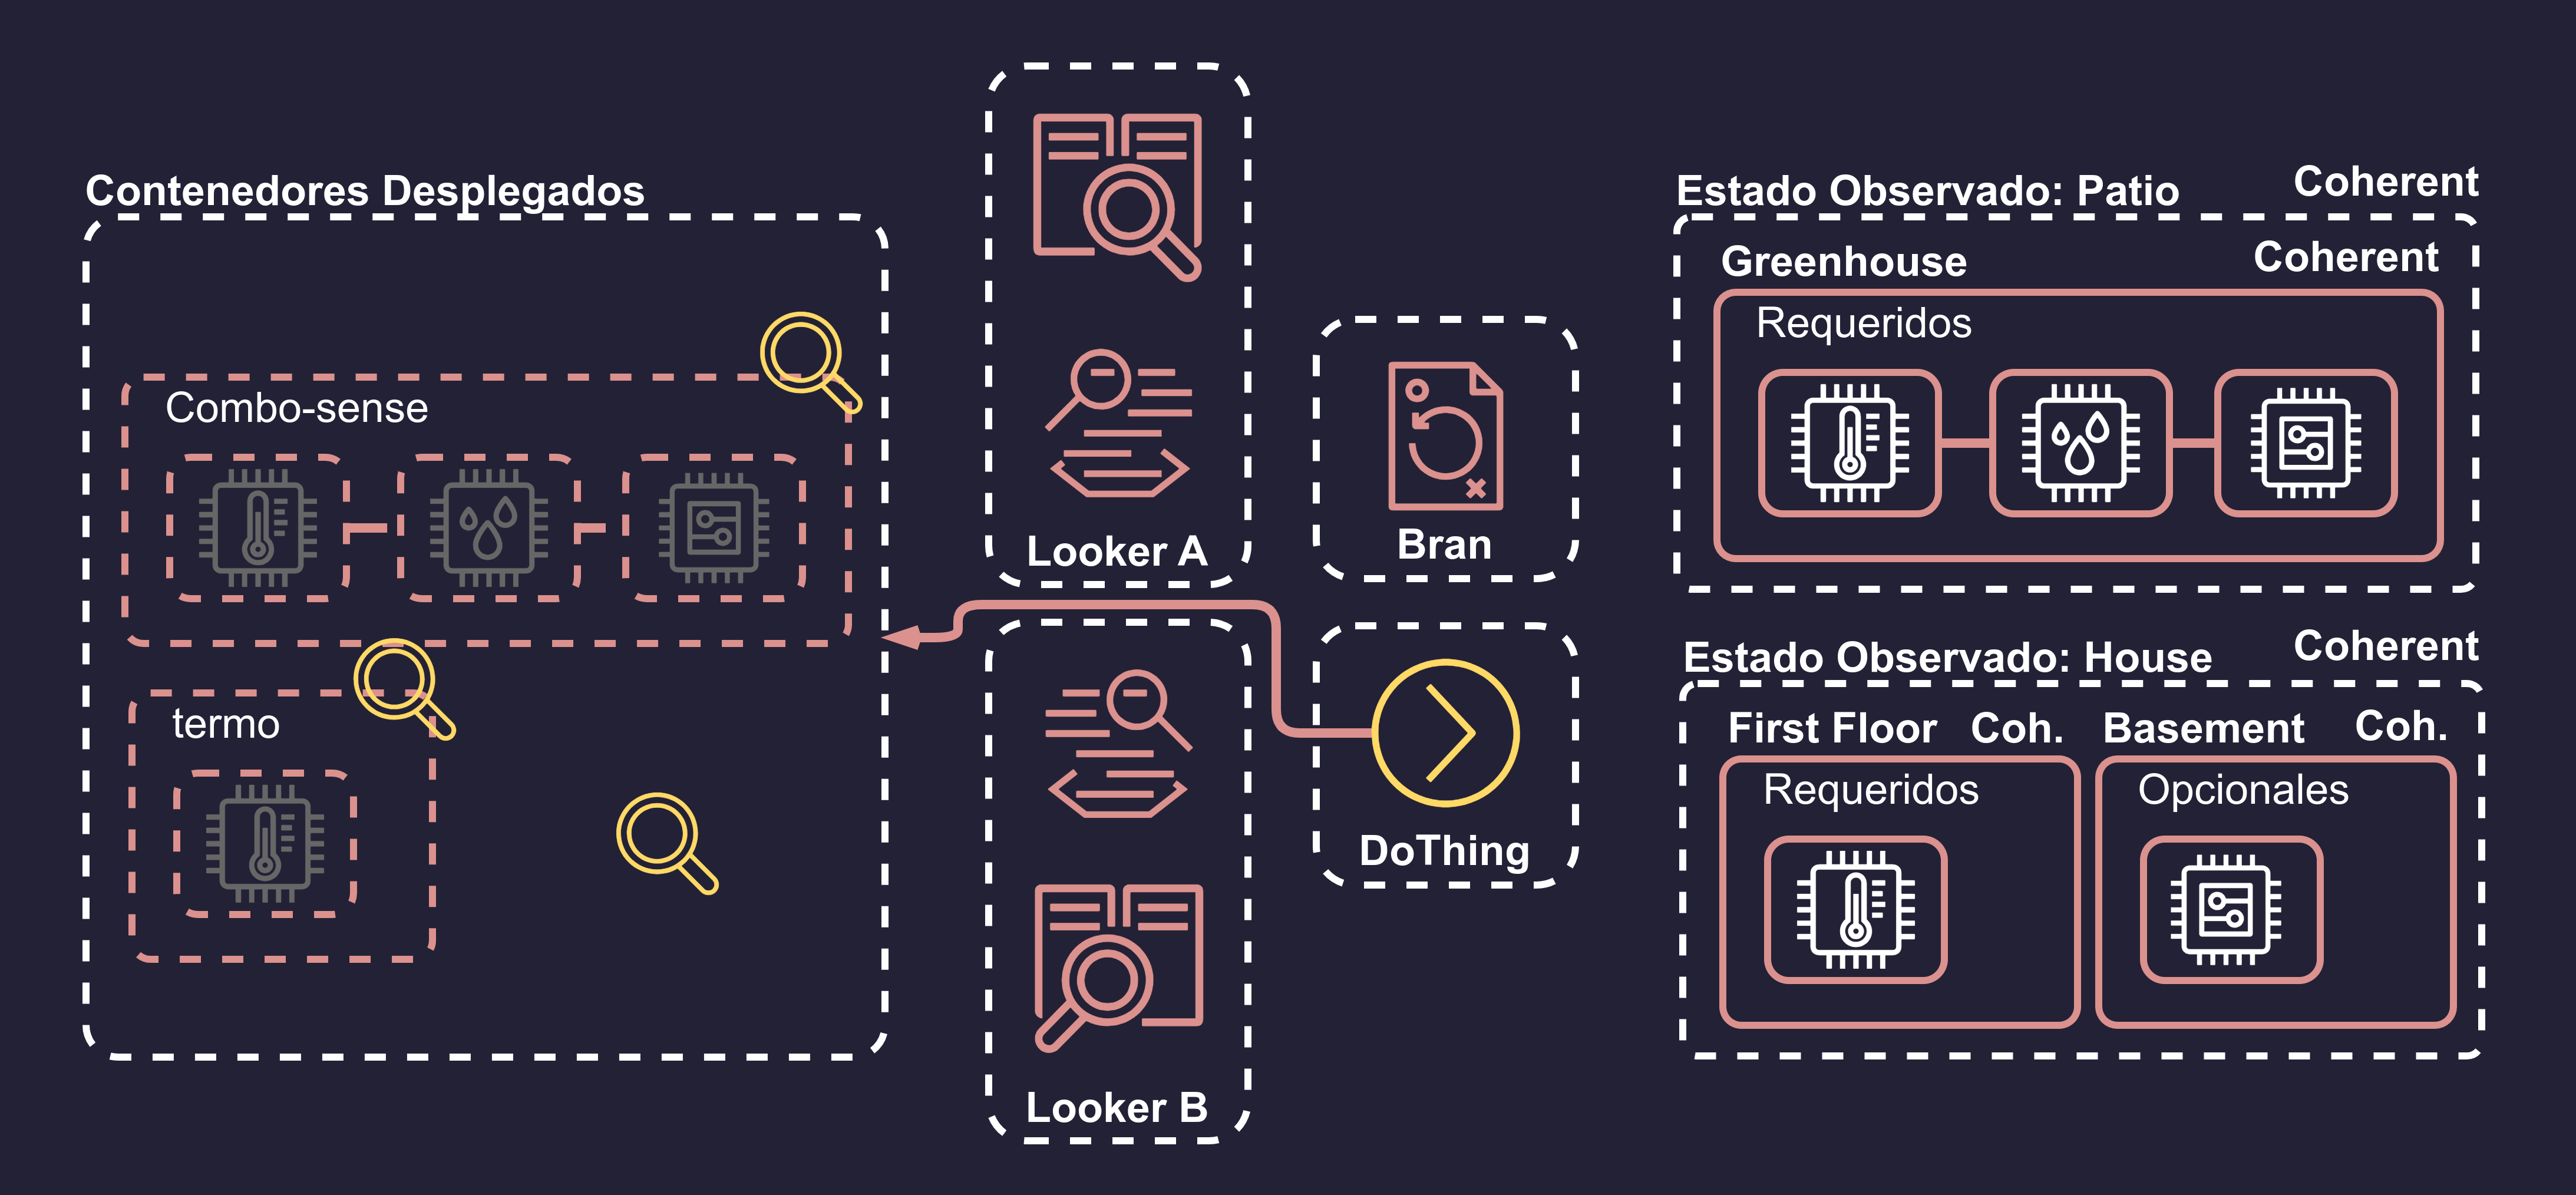 Contenedores Desplegados
Combo-sense
termo
Looker A
Looker B
Bran
DoThing
Estado Observado: Patio
Coherent
Greenhouse
Coherent
Requeridos
Estado Observado: House
Coherent
First Floor
Coh.
Basement
Coh.
Requeridos
Opcionales